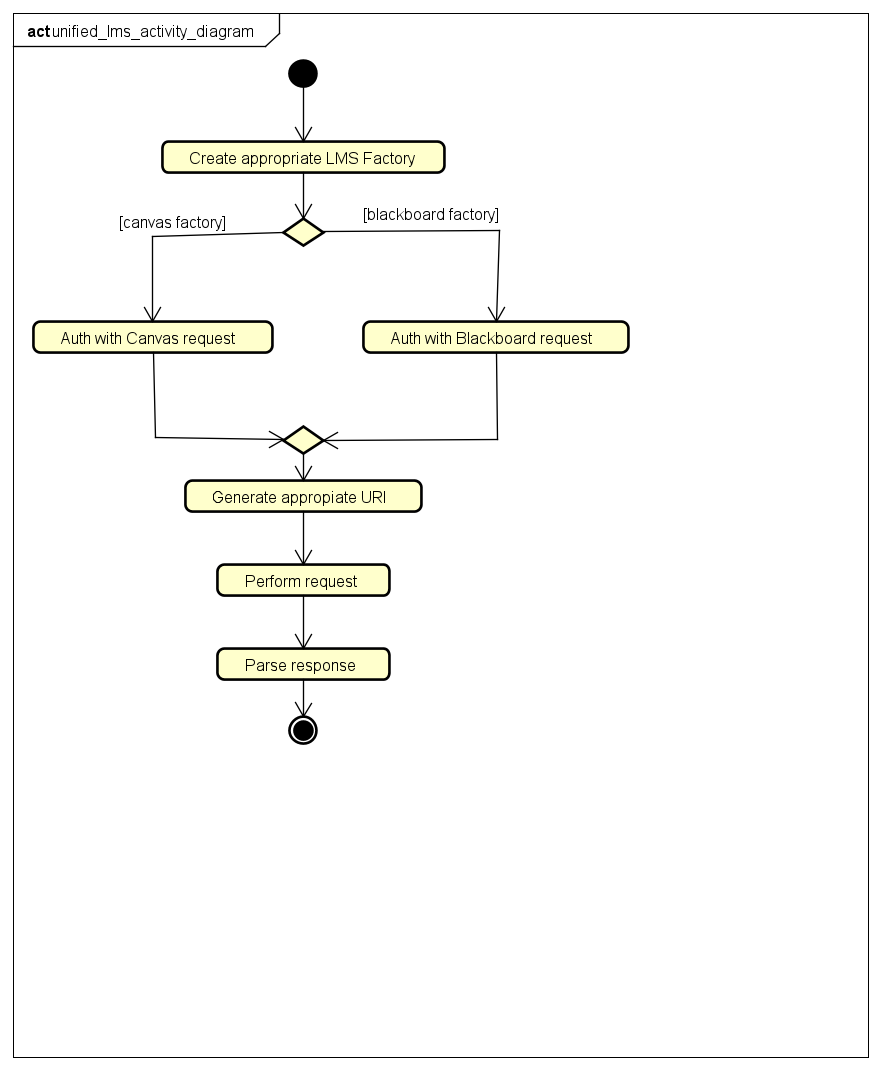 act unified_lms_activity_diagram
Create appropriate LMS Factory
[canvas factory]
[blackboard factory]
Auth with Canvas request
Auth with Blackboard request
Generate appropiate URI
Perform request
Parse response